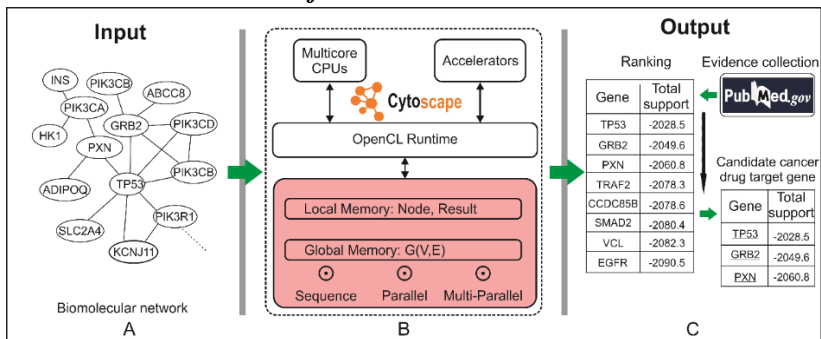 Input
INS
PIK3CB
ABCC8
PIK3CA
GRB2
PIK3CD
HK1
PXN
PIK3CB
TP53
ADIPOQ
PIK3R1
SLC2A4
KCNJ11
Biomolecular network
A
Multicore
CPUs
Accelerators
Cytoscape
OpenCL Runtime
Local Memory: Node, Result
Global Memory: G(V,E)
Sequence Parallel Multi-Parallel
B
Output
Ranking
Gene Total support
TP53 -2028.5
GRB2 -2049.6
PXN -2060.8
TRAF2 -2078.3
CCDC85B -2078.6
SMAD2 -2080.4
VCL -2082.3
EGFR -2090.5
Evidence collection
PubMed.gov
Candidate cancer
drug target gene
Gene Total support
TP53 -2028.5
GRB2 -2049.6
PXN -2060.8
C